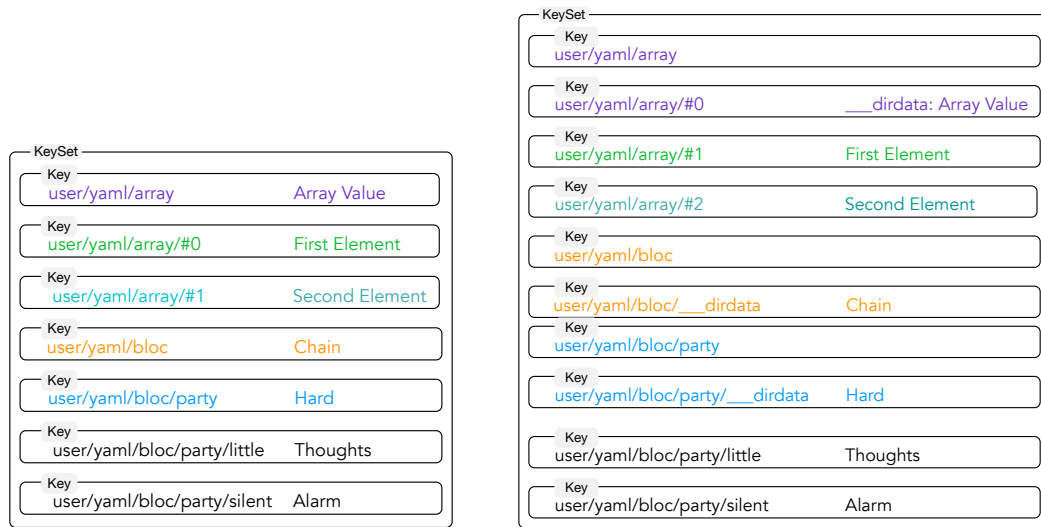 KeySet
Key
user/yaml/array Array Value
Key
user/yaml/array/#0 First Element
Key
user/yaml/array/#1 Second Element
Key
user/yaml/bloc Chain
Key
user/yaml/bloc/party Hard
Key
user/yaml/bloc/party/little Thoughts
Key
user/yaml/bloc/party/silent Alarm
KeySet
Key
user/yaml/array
Key
user/yaml/array/#0 ___dirdata: Array Value
Key
user/yaml/array/#1 First Element
Key
user/yaml/array/#2 Second Element
Key
user/yaml/bloc
Key
user/yaml/bloc/___dirdata Chain
Key
user/yaml/bloc/party
Key
user/yaml/bloc/party/___dirdata Hard
Key
user/yaml/bloc/party/little Thoughts
Key
user/yaml/bloc/party/silent Alarm